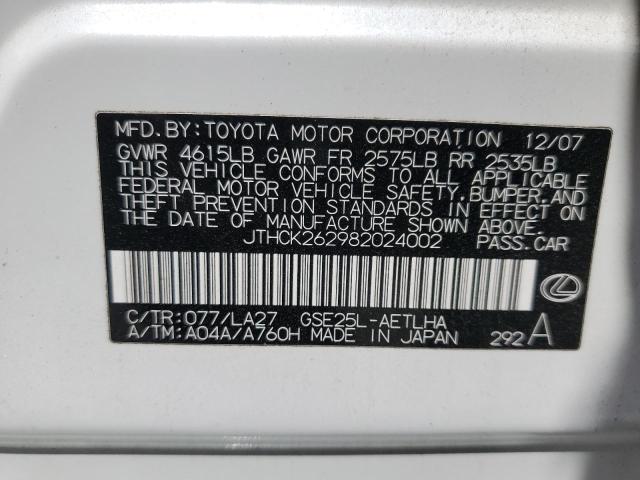 MFD.BY:TOYOTA MOTOR CORPORATION 12/07
GVWR 4615LB GAWR FR 2575LB RR 2535LB
THIS VEHICLE CONFORMS TO ALL APPLICABLE
FEDERAL MOTOR VEHICLE SAFETY, BUMPER, AND
THEFT PREVENTION STANDARDS IN EFFECT ON
THE DATE OF MANUFACTURE SHOWN ABOVE.
JTHCK262982024002 PASS.CAR
C/TR:077/LA27 GSE25L-AETLHA
A/TM:A04A/A760H MADE IN JAPAN 292 A